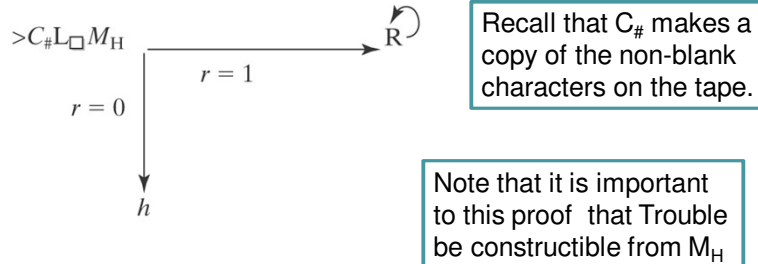 >C#L□MH
R
r = 1
r = 0
h
Recall that C# makes a
copy of the non-blank
characters on the tape.
Note that it is important
to this proof that Trouble
be constructible from MH